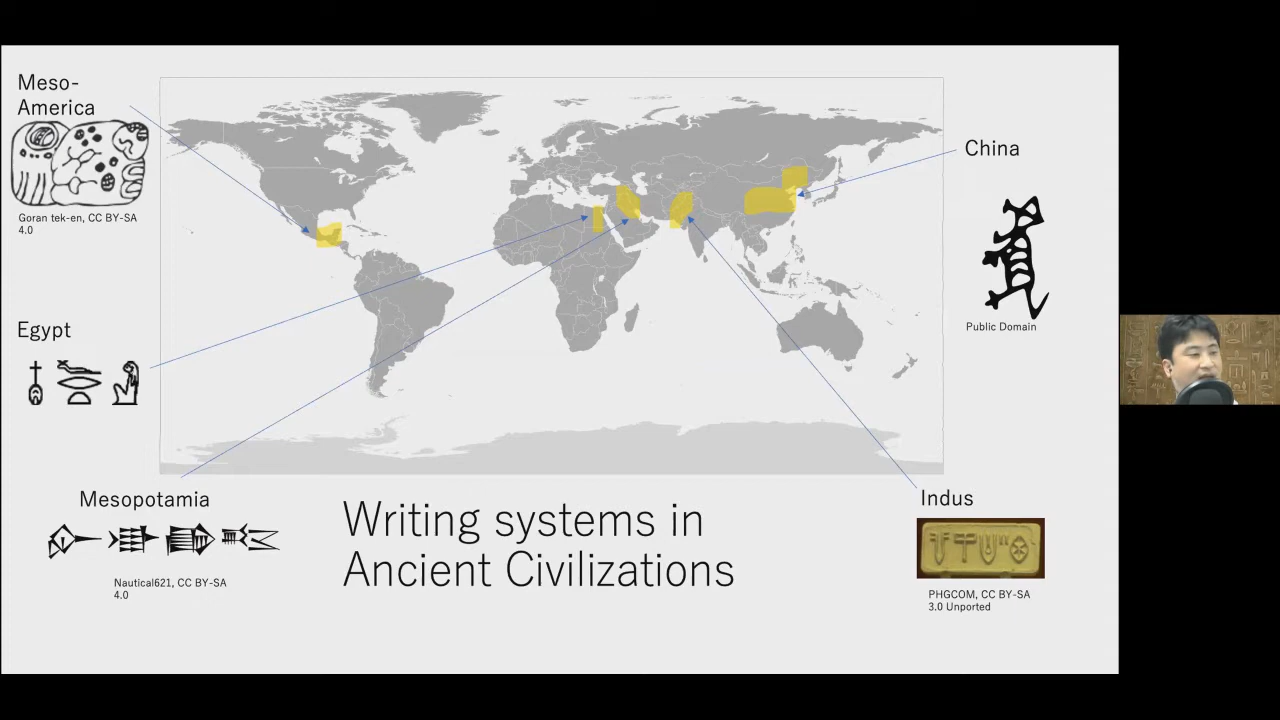 Meso-
America
Goran tek-en, CC BY-SA
4.0
Egypt
Mesopotamia
Nautical621, CC BY-SA
4.0
Writing systems in
Ancient Civilizations
China
Public Domain
Indus
PHGCOM, CC BY-SA
3.0 Unported